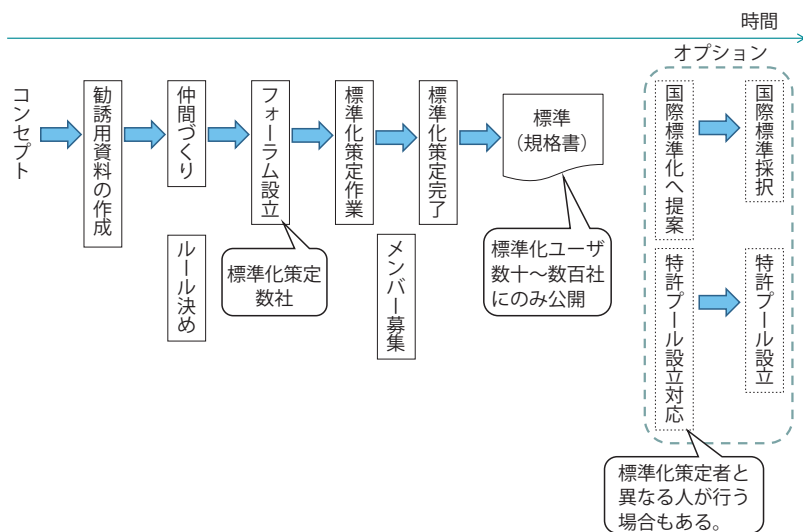 時間
オプション
コンセプト
勧誘用資料の作成
仲間づくり
ルール決め
フォーラム設立
標準化策定
数社
標準化策定作業
メンバー募集
標準化策定完了
標準
（規格書）
標準化ユーザ
数十～数百社
にのみ公開
国際標準化へ提案
国際標準採択
特許プール設立対応
特許プール設立
標準化策定者と
異なる人が行う
場合もある。